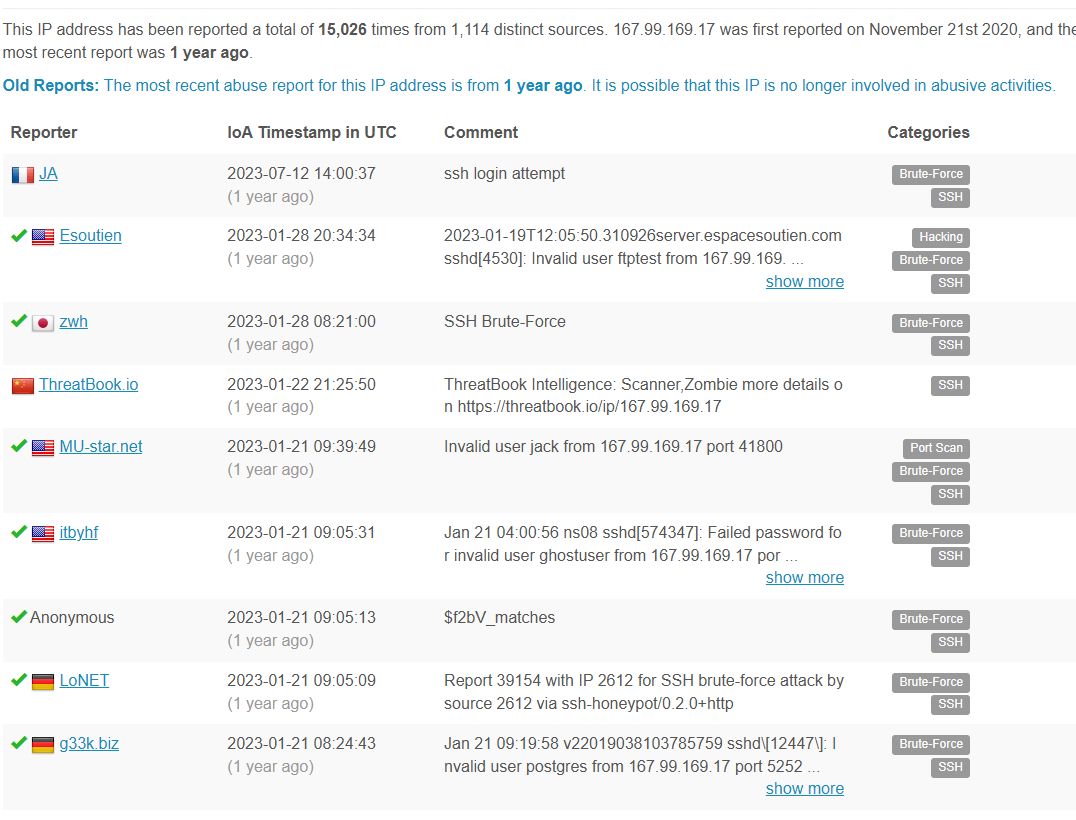 This IP address has been reported a total of 15,026 times from 1,114 distinct sources. 167.99.169.17 was first reported on November 21st 2020, and the
most recent report was 1 year ago.
Old Reports: The most recent abuse report for this IP address is from 1 year ago. It is possible that this IP is no longer involved in abusive activities.
Reporter IoA Timestamp in UTC Comment Categories
JA 2023-07-12 14:00:37 ssh login attempt Brute-Force
(1 year ago) SSH
Esoutien 2023-01-28 20:34:34 2023-01-19T12:05:50.310926server.espacesoutien.com Hacking
(1 year ago) sshd[4530]: Invalid user ftptest from 167.99.169. ... Brute-Force
show more SSH
zwh 2023-01-28 08:21:00 SSH Brute-Force Brute-Force
(1 year ago) SSH
ThreatBook.io 2023-01-22 21:25:50 ThreatBook Intelligence: Scanner,Zombie more details o SSH
(1 year ago) n https://threatbook.io/ip/167.99.169.17
MU-star.net 2023-01-21 09:39:49 Invalid user jack from 167.99.169.17 port 41800 Port Scan
(1 year ago) Brute-Force
SSH
itbyhf 2023-01-21 09:05:31 Jan 21 04:00:56 ns08 sshd[574347]: Failed password fo Brute-Force
(1 year ago) r invalid user ghostuser from 167.99.169.17 por ... SSH
show more
Anonymous 2023-01-21 09:05:13 $f2bV_matches Brute-Force
(1 year ago) SSH
LoNET 2023-01-21 09:05:09 Report 39154 with IP 2612 for SSH brute-force attack by Brute-Force
(1 year ago) source 2612 via ssh-honeypot/0.2.0+http SSH
g33k.biz 2023-01-21 08:24:43 Jan 21 09:19:58 v22019038103785759 sshd\[12447\]: I Brute-Force
(1 year ago) nvalid user postgres from 167.99.169.17 port 5252 ... SSH
show more